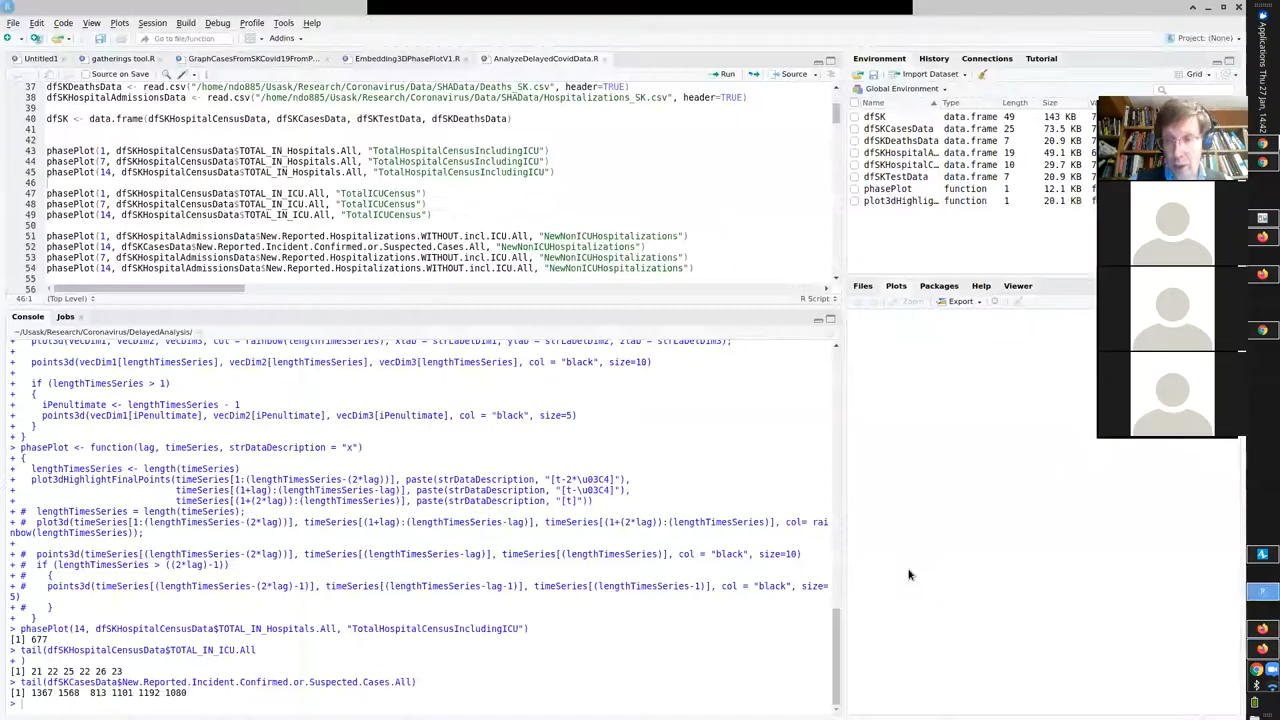 File Edit Code View Plots Session Build Debug Profile Tools Help
Go to file/function Addins Project: (None)
Untitled1 gatherings tool.R GraphCasesFromSKCovid19FromP... Embedding3DPhasePlotV1.R AnalyzeDelayedCovidData.R
Source on Save Run Source
37 dfSKDeathsData <- read.csv("/home/ndo885/Usask/Research/Coronavirus/Data/SHAData/Deaths_SK.csv", header=TRUE)
38 dfSKHospitalAdmissionsData <- read.csv("/home/ndo885/Usask/Research/Coronavirus/Data/SHAData/Hospitalizations_SK.csv", header=TRUE)
39
40 dfSK <- data.frame(dfSKHospitalCensusData, dfSKCasesData, dfSKTestData, dfSKDeathsData)
41
42
43 phasePlot(1, dfSKHospitalCensusData$TOTAL_IN_Hospitals.All, "TotalHospitalCensusIncludingICU")
44 phasePlot(7, dfSKHospitalCensusData$TOTAL_IN_Hospitals.All, "TotalHospitalCensusIncludingICU")
45 phasePlot(14, dfSKHospitalCensusData$TOTAL_IN_Hospitals.All, "TotalHospitalCensusIncludingICU")
46
47 phasePlot(1, dfSKHospitalCensusData$TOTAL_IN_ICU.All, "TotalICUCensus")
48 phasePlot(7, dfSKHospitalCensusData$TOTAL_IN_ICU.All, "TotalICUCensus")
49 phasePlot(14, dfSKHospitalCensusData$TOTAL_IN_ICU.All, "TotalICUCensus")
50
51 phasePlot(1, dfSKHospitalAdmissionsData$New.Reported.Hospitalizations.WITHOUT.incl.ICU.All, "NewNonICUHospitalizations")
52 phasePlot(14, dfSKCasesData$New.Reported.Incident.Confirmed.or.Suspected.Cases.All, "NewNonICUHospitalizations")
53 phasePlot(7, dfSKHospitalAdmissionsData$New.Reported.Hospitalizations.WITHOUT.incl.ICU.All, "NewNonICUHospitalizations")
54 phasePlot(14, dfSKHospitalAdmissionsData$New.Reported.Hospitalizations.WITHOUT.incl.ICU.All, "NewNonICUHospitalizations")
55
56
46:1 (Top Level) R Script
Console Jobs
~/Usask/Research/Coronavirus/DelayedAnalysis/
+ plot3d(vecDim1, vecDim2, vecDim3, col = rainbow(lengthTimesSeries), xlab = strLabelDim1, ylab = strLabelDim2, zlab = strLabelDim3);
+
+ points3d(vecDim1[lengthTimesSeries], vecDim2[lengthTimesSeries], vecDim3[lengthTimesSeries], col = "black", size=10)
+
+ if (lengthTimesSeries > 1)
+ {
+ iPenultimate <- lengthTimesSeries - 1
+ points3d(vecDim1[iPenultimate], vecDim2[iPenultimate], vecDim3[iPenultimate], col = "black", size=5)
+ }
+ }
> phasePlot <- function(lag, timeSeries, strDataDescription = "x")
+ {
+ lengthTimesSeries <- length(timeSeries)
+ plot3dHighlightFinalPoints(timeSeries[1:(lengthTimesSeries-(2*lag))], paste(strDataDescription, "[t-2*\u03C4]"),
+ timeSeries[(1+lag):(lengthTimesSeries-lag)], paste(strDataDescription, "[t-\u03C4]"),
+ timeSeries[(1+(2*lag)):(lengthTimesSeries)], paste(strDataDescription, "[t]"))
+ # lengthTimesSeries = length(timeSeries);
+ # plot3d(timeSeries[1:(lengthTimesSeries-(2*lag))], timeSeries[(1+lag):(lengthTimesSeries-lag)], timeSeries[(1+(2*lag)):(lengthTimesSeries)], col= rai
nbow(lengthTimesSeries));
+
+ # points3d(timeSeries[(lengthTimesSeries-(2*lag))], timeSeries[(lengthTimesSeries-lag)], timeSeries[(lengthTimesSeries)], col = "black", size=10)
+ # if (lengthTimesSeries > ((2*lag)-1))
+ # {
+ # points3d(timeSeries[(lengthTimesSeries-(2*lag)-1)], timeSeries[(lengthTimesSeries-lag-1)], timeSeries[(lengthTimesSeries-1)], col = "black", size=
5)
+ # }
+ }
> phasePlot(14, dfSKHospitalCensusData$TOTAL_IN_Hospitals.All, "TotalHospitalCensusIncludingICU")
[1] 677
> tail(dfSKHospitalCensusData$TOTAL_IN_ICU.All
+ )
[1] 21 22 25 22 26 23
> tail(dfSKCasesData$New.Reported.Incident.Confirmed.or.Suspected.Cases.All)
[1] 1367 1568 813 1101 1192 1080
>
Environment History Connections Tutorial
Import Dataset Grid
Global Environment
Name Type Length Size
dfSK data.frame 49 143 KB
dfSKCasesData data.frame 25 73.5 KB
dfSKDeathsData data.frame 7 20.9 KB
dfSKHospitalA... data.frame 19 49.1 KB
dfSKHospitalC... data.frame 10 29.7 KB
dfSKTestData data.frame 7 20.9 KB
phasePlot function 1 12.1 KB
plot3dHighlig... function 1 20.1 KB
Files Plots Packages Help Viewer
Zoom Export
Applications Thu 27 Jan, 14:42